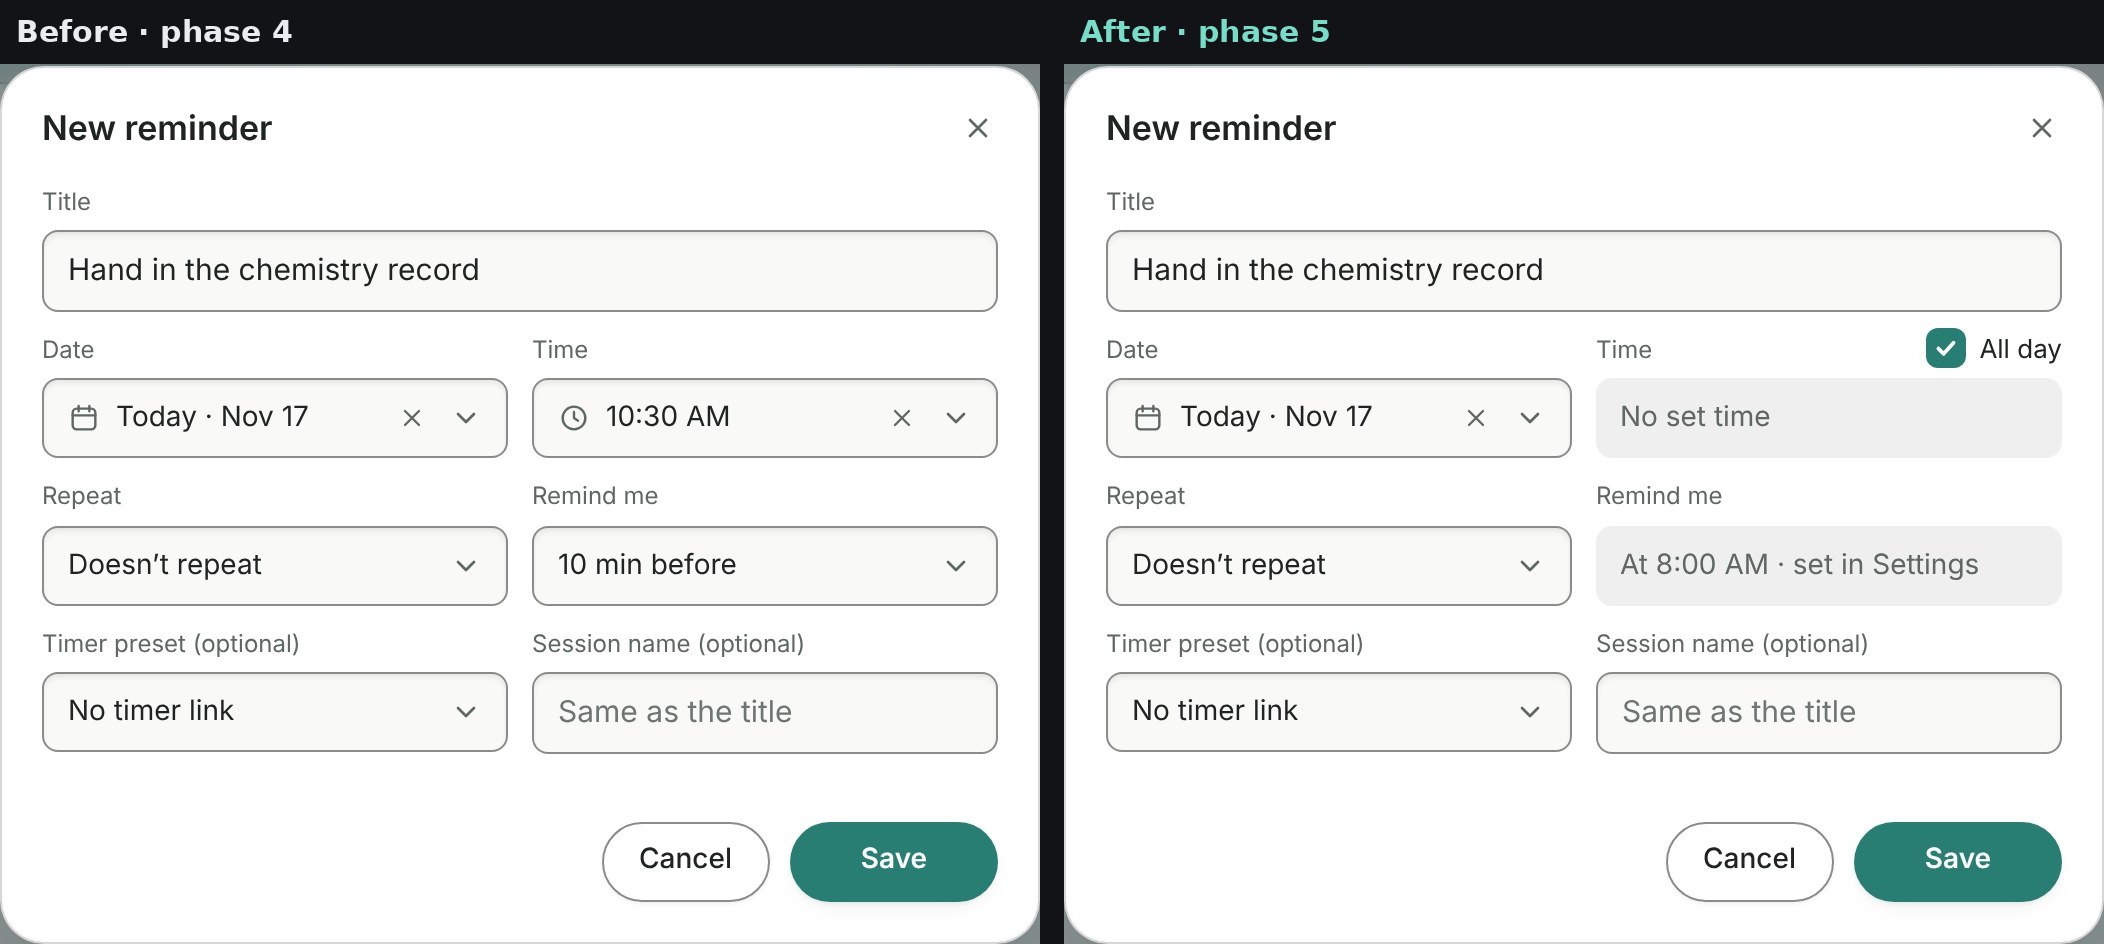 Before · phase 4
New reminder
Title
Hand in the chemistry record
Date
Time
Today · Nov 17
10:30 AM
Repeat
Remind me
Doesn’t repeat
10 min before
Timer preset (optional)
Session name (optional)
No timer link
Same as the title
Cancel
Save
After · phase 5
New reminder
Title
Hand in the chemistry record
Date
Time
All day
Today · Nov 17
No set time
Repeat
Remind me
Doesn’t repeat
At 8:00 AM · set in Settings
Timer preset (optional)
Session name (optional)
No timer link
Same as the title
Cancel
Save